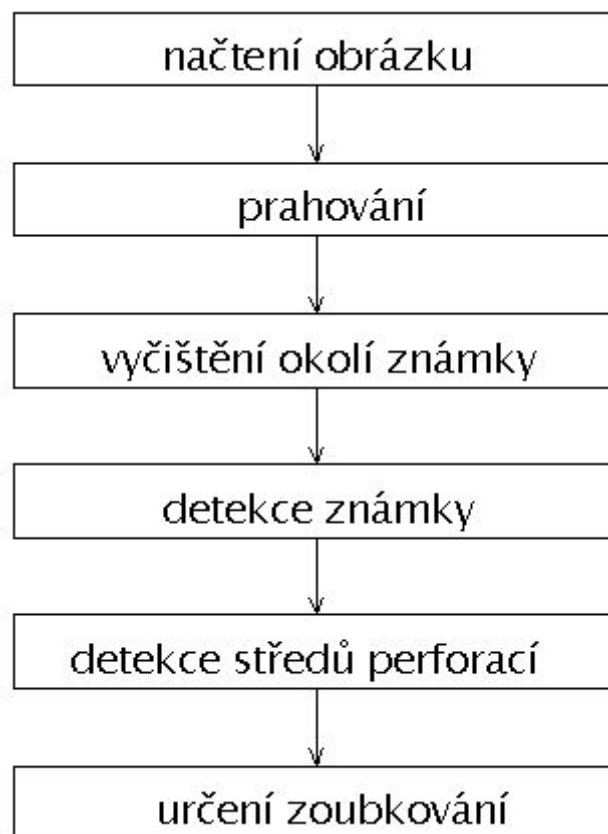 načtení obrázku
prahování
vyčištění okolí známky
detekce známky
detekce středů perforací
určení zoubkování